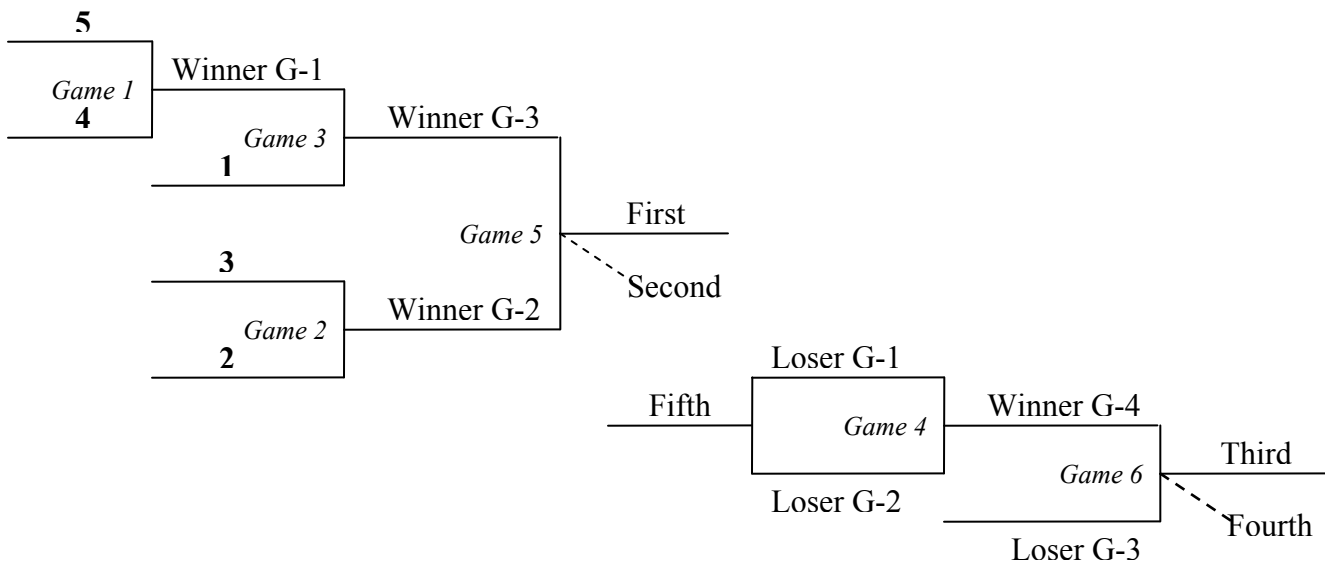 5
Winner G-1
Game 1
4
Winner G-3
Game 3
1
First
Game 5
3
Second
Winner G-2
Game 2
2
Loser G-1
Fifth
Winner G-4
Game 4
Third
Game 6
Loser G-2
Fourth
Loser G-3